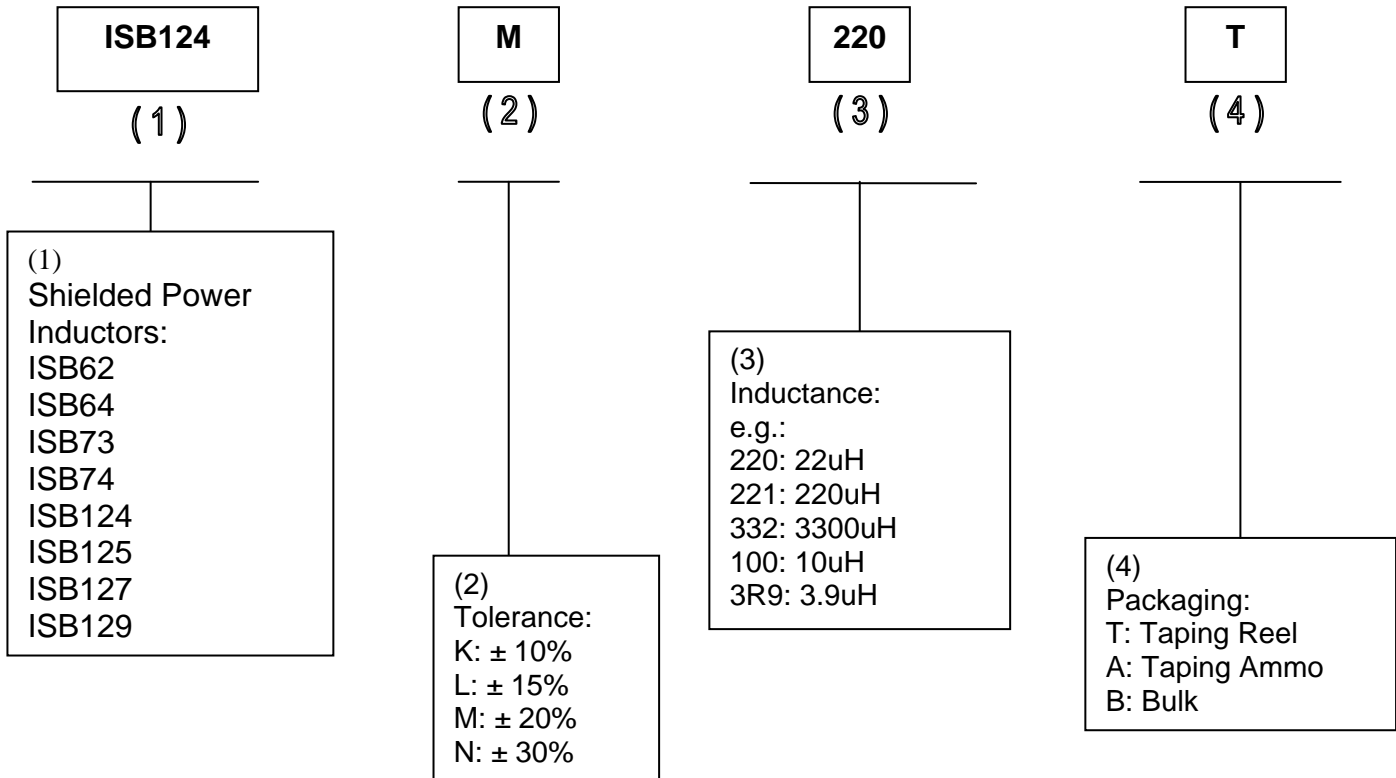 ISB124 M 220 T
(1) (2) (3) (4)
(1)
Shielded Power
Inductors:
ISB62
ISB64
ISB73
ISB74
ISB124
ISB125
ISB127
ISB129
(2)
Tolerance:
K: ± 10%
L: ± 15%
M: ± 20%
N: ± 30%
(3)
Inductance:
e.g.:
220: 22uH
221: 220uH
332: 3300uH
100: 10uH
3R9: 3.9uH
(4)
Packaging:
T: Taping Reel
A: Taping Ammo
B: Bulk